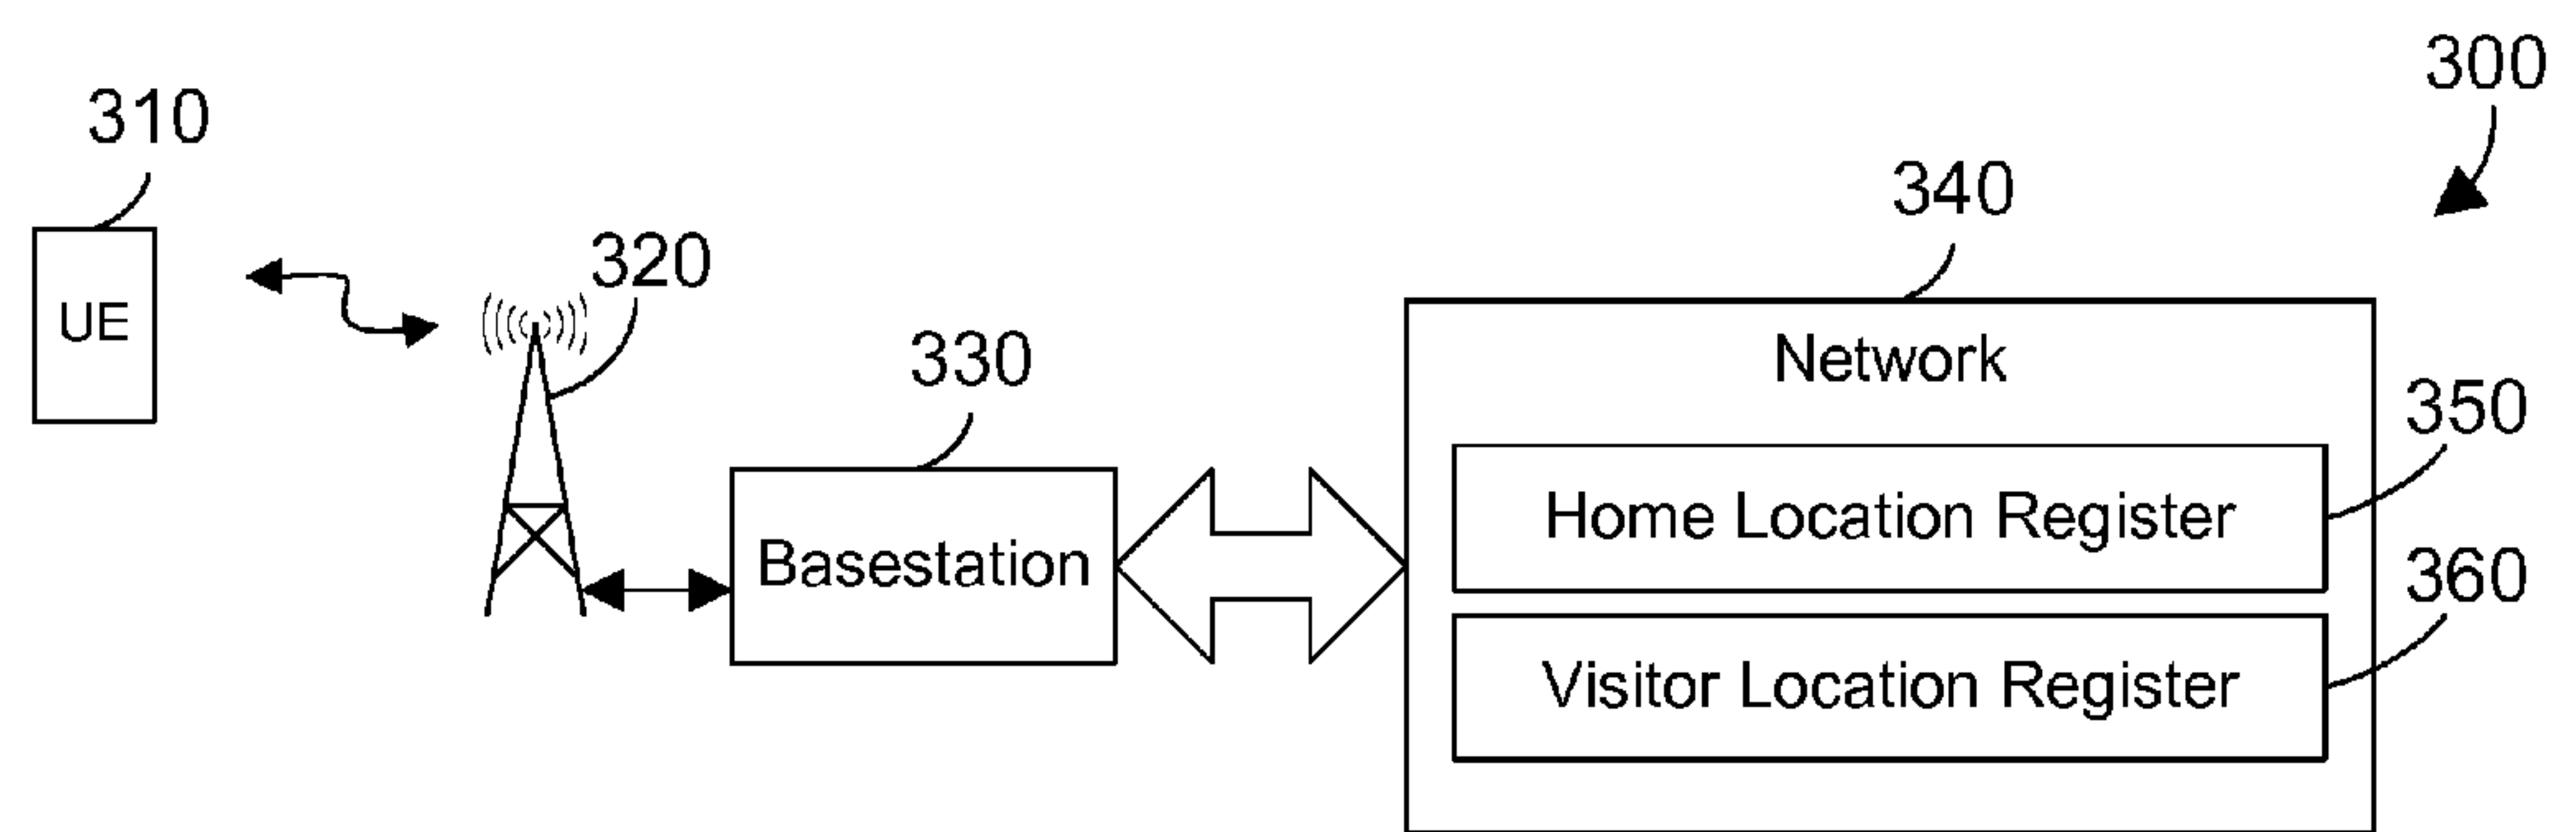 300
310
340
320
UE
330
Network
350
Home Location Register
Basestation
360
Visitor Location Register